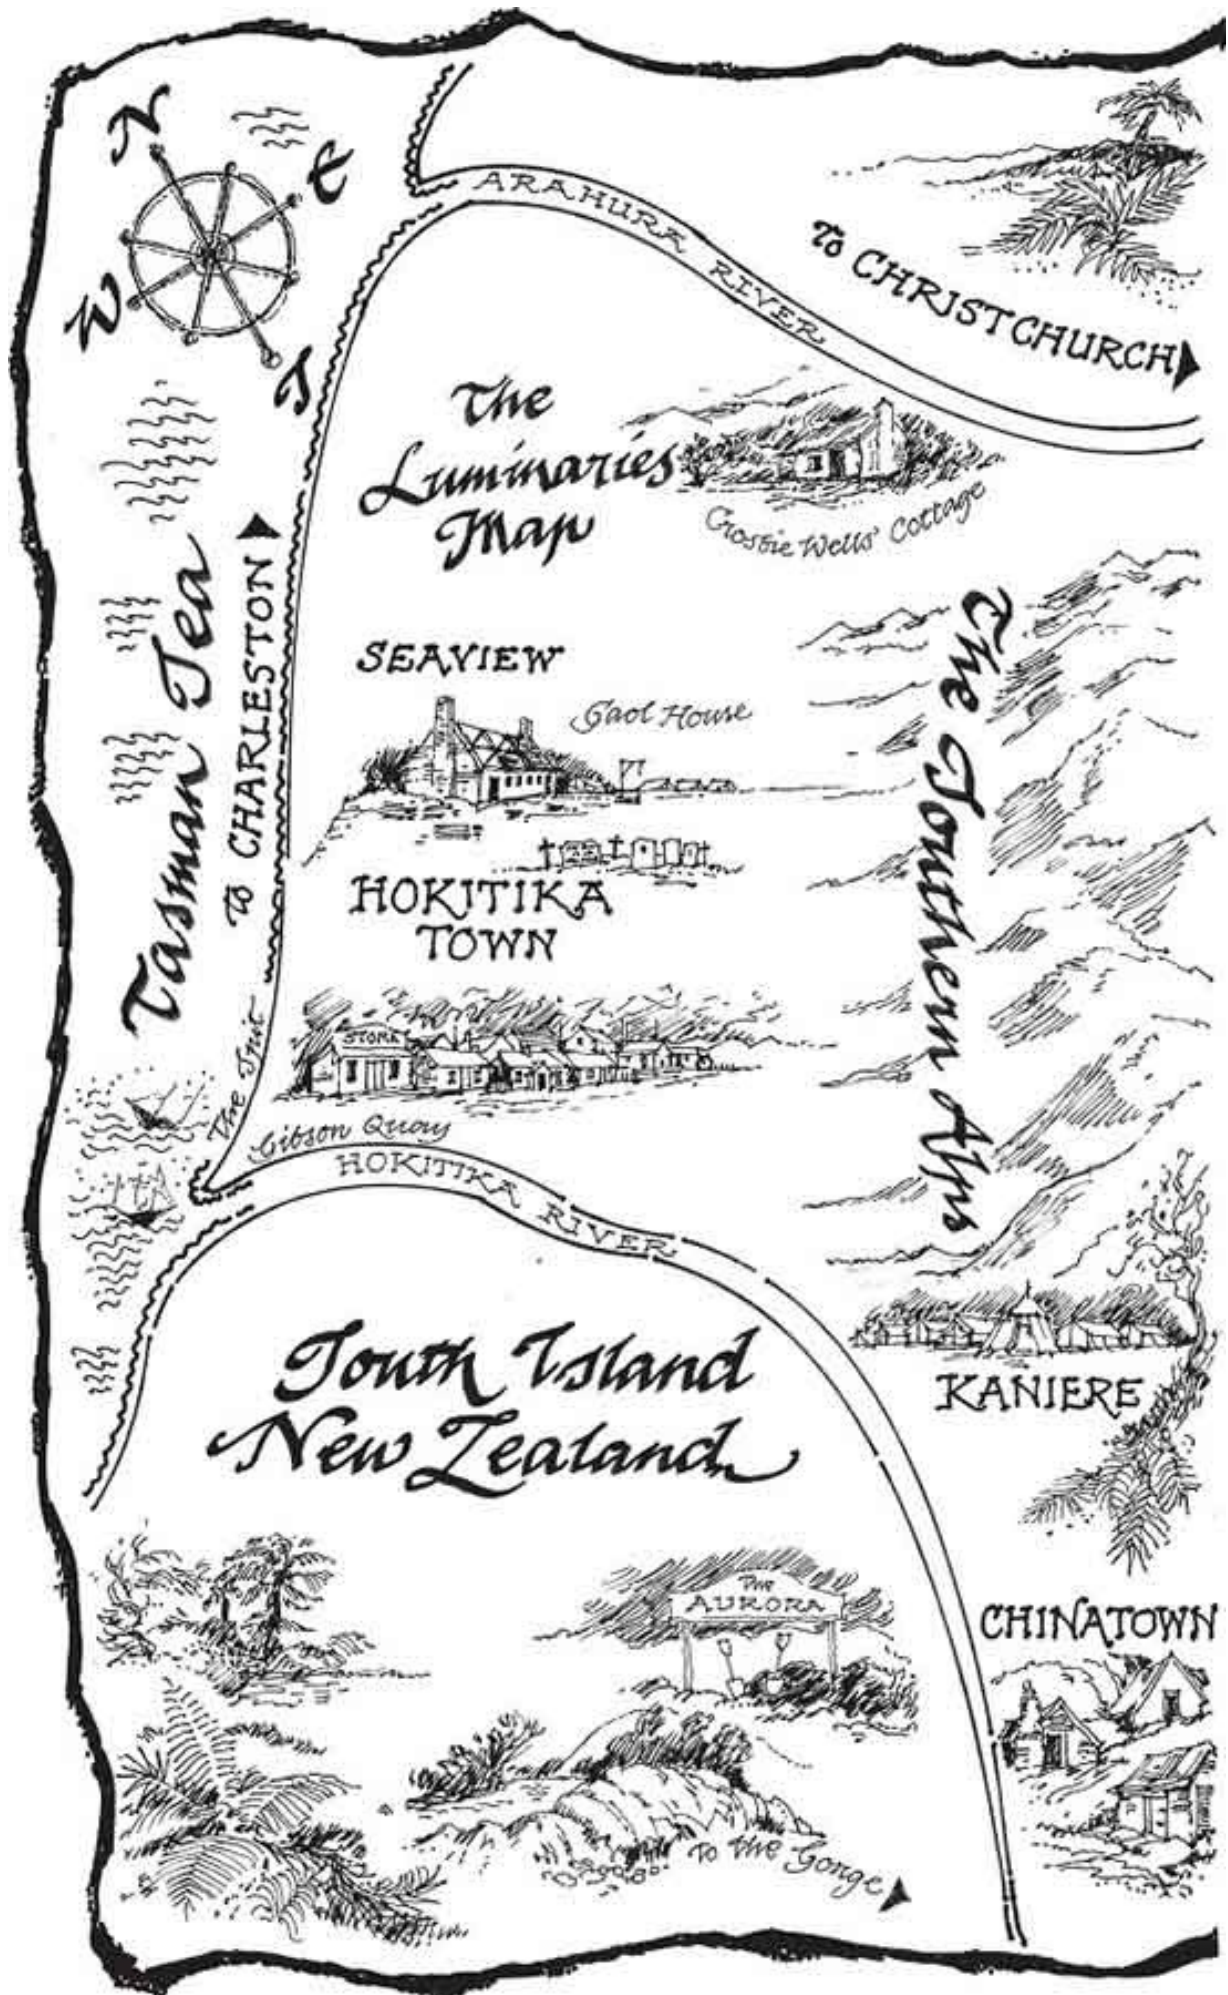 N
E
W
S
ARAHURA RIVER
To CHRISTCHURCH
The
Luminaries
Map
Crosbie Wells' Cottage
Tasman Sea
To CHARLESTON
The Southern Alps
SEAVIEW
Gaol House
HOKITIKA
TOWN
STORE
The Spit
Gibson Quay
HOKITIKA RIVER
KANIERE
South Island
New Zealand
The
AURORA
CHINATOWN
To the Gorge